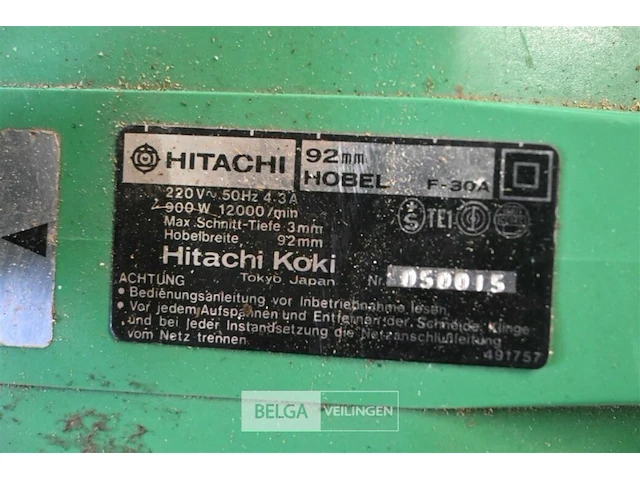 HITACHI
92mm
HOBEL F-30A
220V~ 50Hz 4.3A
900 W 12000/min
Max. Schnitt-Tiefe 3mm
Hobelbreite 92mm
TEI
Hitachi Koki
Tokyo, Japan
Nr. 050015
ACHTUNG
• Bedienungsanleitung vor Inbetriebnahme lesen.
• Vor jedem Aufspannen und Entfernen der Schneide, Klinge
und bei jeder Instandsetzung die Netzanschlußleitung
vom Netz trennen.
491757
BELGA VEILINGEN